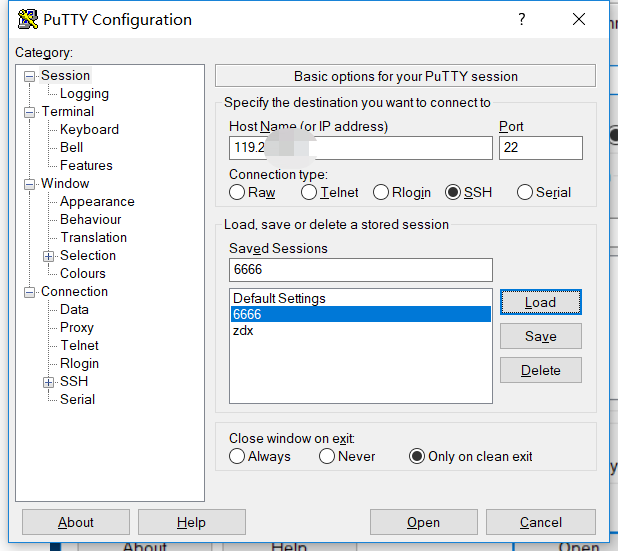 PuTTY Configuration
?
Category:
Session
Logging
Terminal
Keyboard
Bell
Features
Window
Appearance
Behaviour
Translation
Selection
Colours
Connection
Data
Proxy
Telnet
Rlogin
SSH
Serial
Basic options for your PuTTY session
Specify the destination you want to connect to
Host Name (or IP address) Port
119.2 22
Connection type:
Raw Telnet Rlogin SSH Serial
Load, save or delete a stored session
Saved Sessions
6666
Default Settings
6666
zdx
Load
Save
Delete
Close window on exit:
Always Never Only on clean exit
About Help Open Cancel
About Help Open